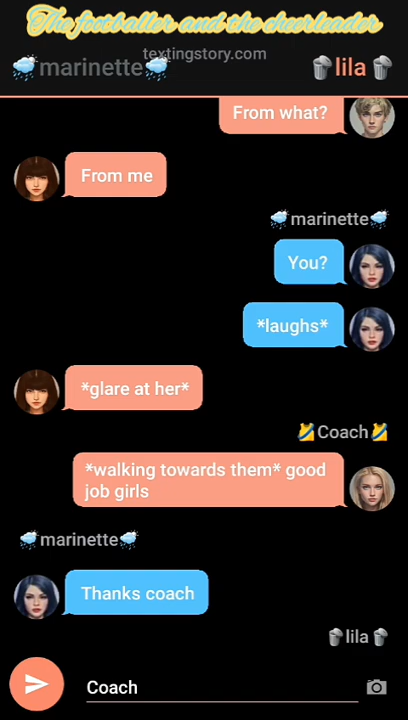 The footballer and the cheerleader
textingstory.com
🌧️marinette🌧️
🗑️lila🗑️
From what?
From me
🌧️marinette🌧️
You?
*laughs*
*glare at her*
🎽Coach🎽
*walking towards them* good
job girls
🌧️marinette🌧️
Thanks coach
🗑️lila🗑️
Coach